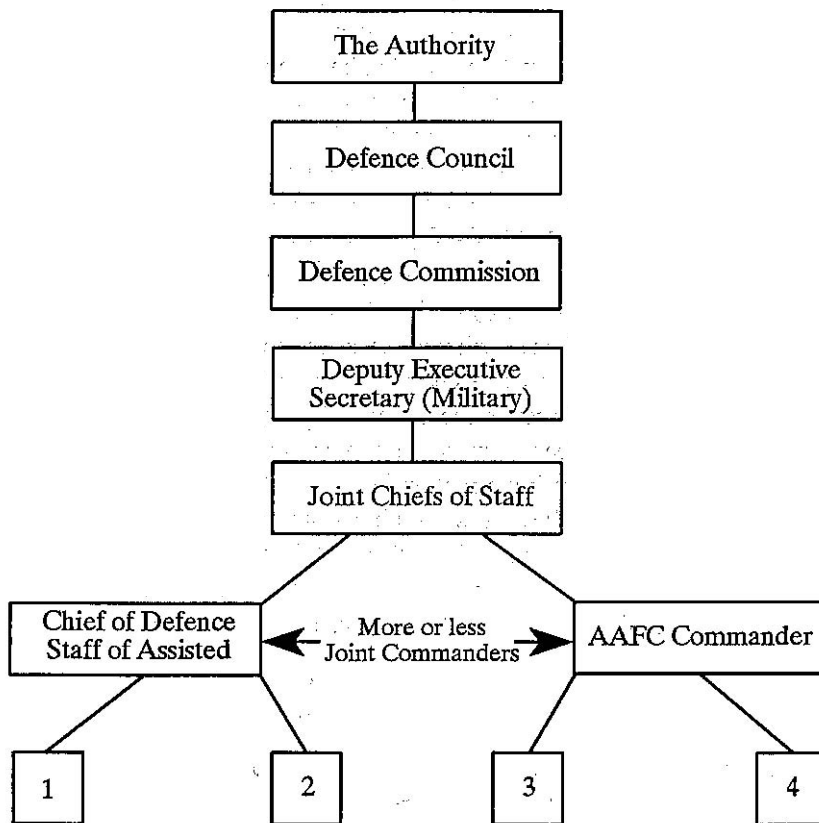 The Authority
Defence Council
Defence Commission
Deputy Executive
Secretary (Military)
Joint Chiefs of Staff
Chief of Defence
Staff of Assisted
More or less
Joint Commanders
AAFC Commander
1
2
3
4